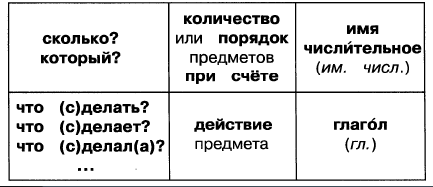 сколько?
который?
количество
или порядок
предметов
при счёте
имя
числи́тельное
(им. числ.)
что (с)делать?
что (с)делает?
что (с)делал(а)?
...
действие
предмета
глаго́л
(гл.)